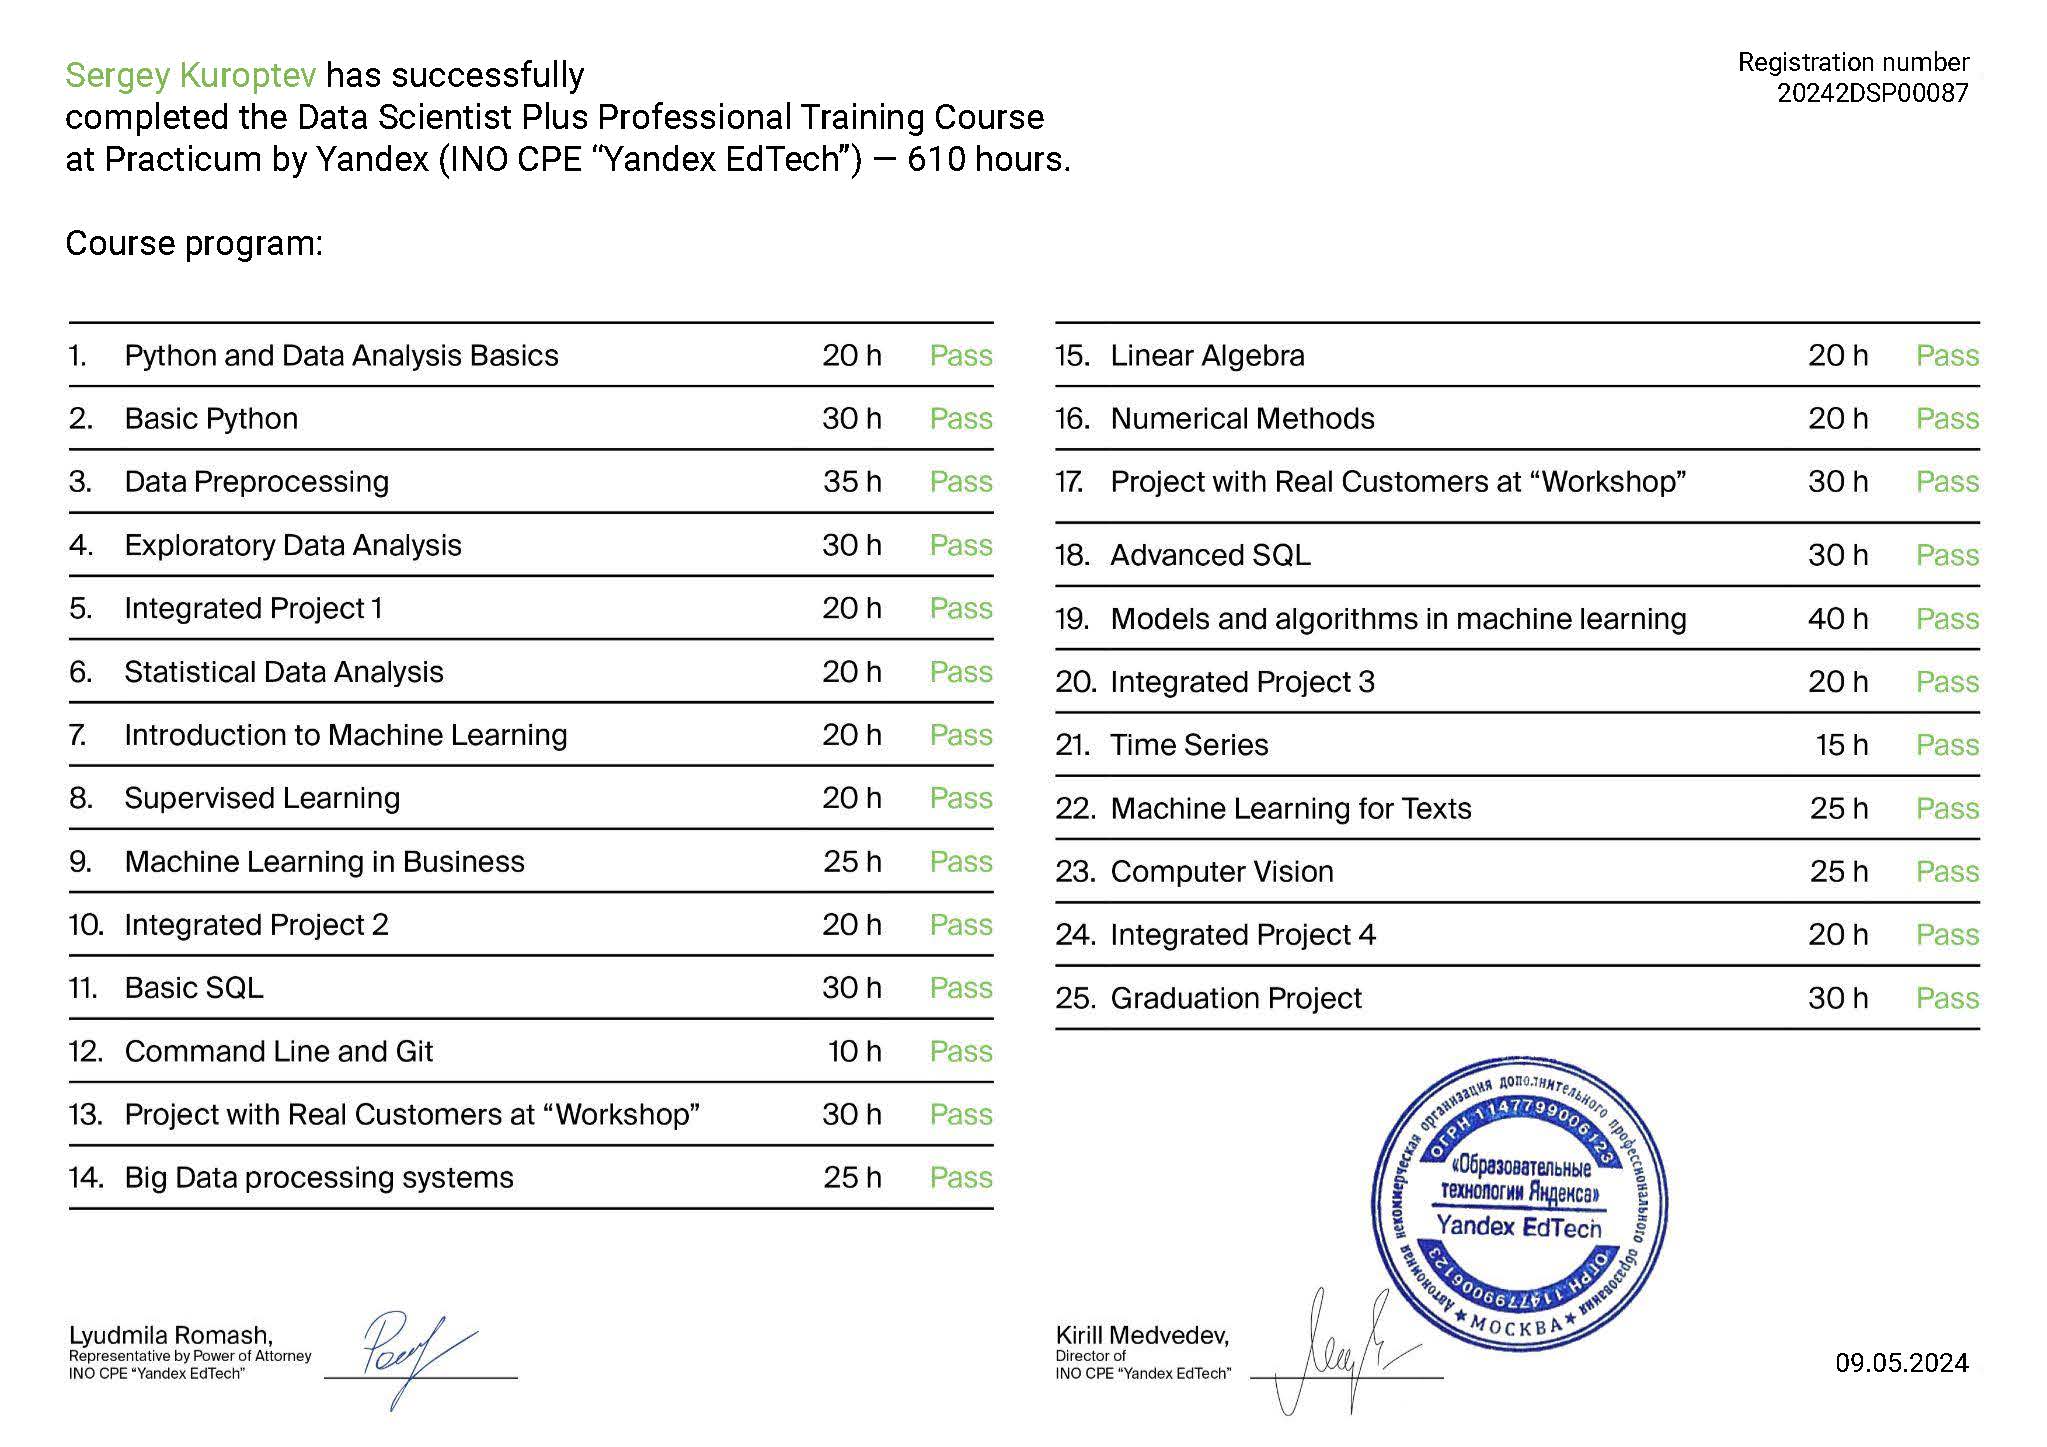 Sergey Kuroptev has successfully
completed the Data Scientist Plus Professional Training Course
at Practicum by Yandex (INO CPE “Yandex EdTech”) — 610 hours.
Registration number
20242DSP00087
Course program:
1. Python and Data Analysis Basics 20 h Pass
2. Basic Python 30 h Pass
3. Data Preprocessing 35 h Pass
4. Exploratory Data Analysis 30 h Pass
5. Integrated Project 1 20 h Pass
6. Statistical Data Analysis 20 h Pass
7. Introduction to Machine Learning 20 h Pass
8. Supervised Learning 20 h Pass
9. Machine Learning in Business 25 h Pass
10. Integrated Project 2 20 h Pass
11. Basic SQL 30 h Pass
12. Command Line and Git 10 h Pass
13. Project with Real Customers at “Workshop” 30 h Pass
14. Big Data processing systems 25 h Pass
15. Linear Algebra 20 h Pass
16. Numerical Methods 20 h Pass
17. Project with Real Customers at “Workshop” 30 h Pass
18. Advanced SQL 30 h Pass
19. Models and algorithms in machine learning 40 h Pass
20. Integrated Project 3 20 h Pass
21. Time Series 15 h Pass
22. Machine Learning for Texts 25 h Pass
23. Computer Vision 25 h Pass
24. Integrated Project 4 20 h Pass
25. Graduation Project 30 h Pass
Автономная некоммерческая организация дополнительного профессионального образования
ОГРН 1147799006123
«Образовательные
технологии Яндекса»
Yandex EdTech
ОГРН 1147799006123
★ МОСКВА ★
Lyudmila Romash,
Representative by Power of Attorney
INO CPE “Yandex EdTech”
Kirill Medvedev,
Director of
INO CPE “Yandex EdTech”
09.05.2024